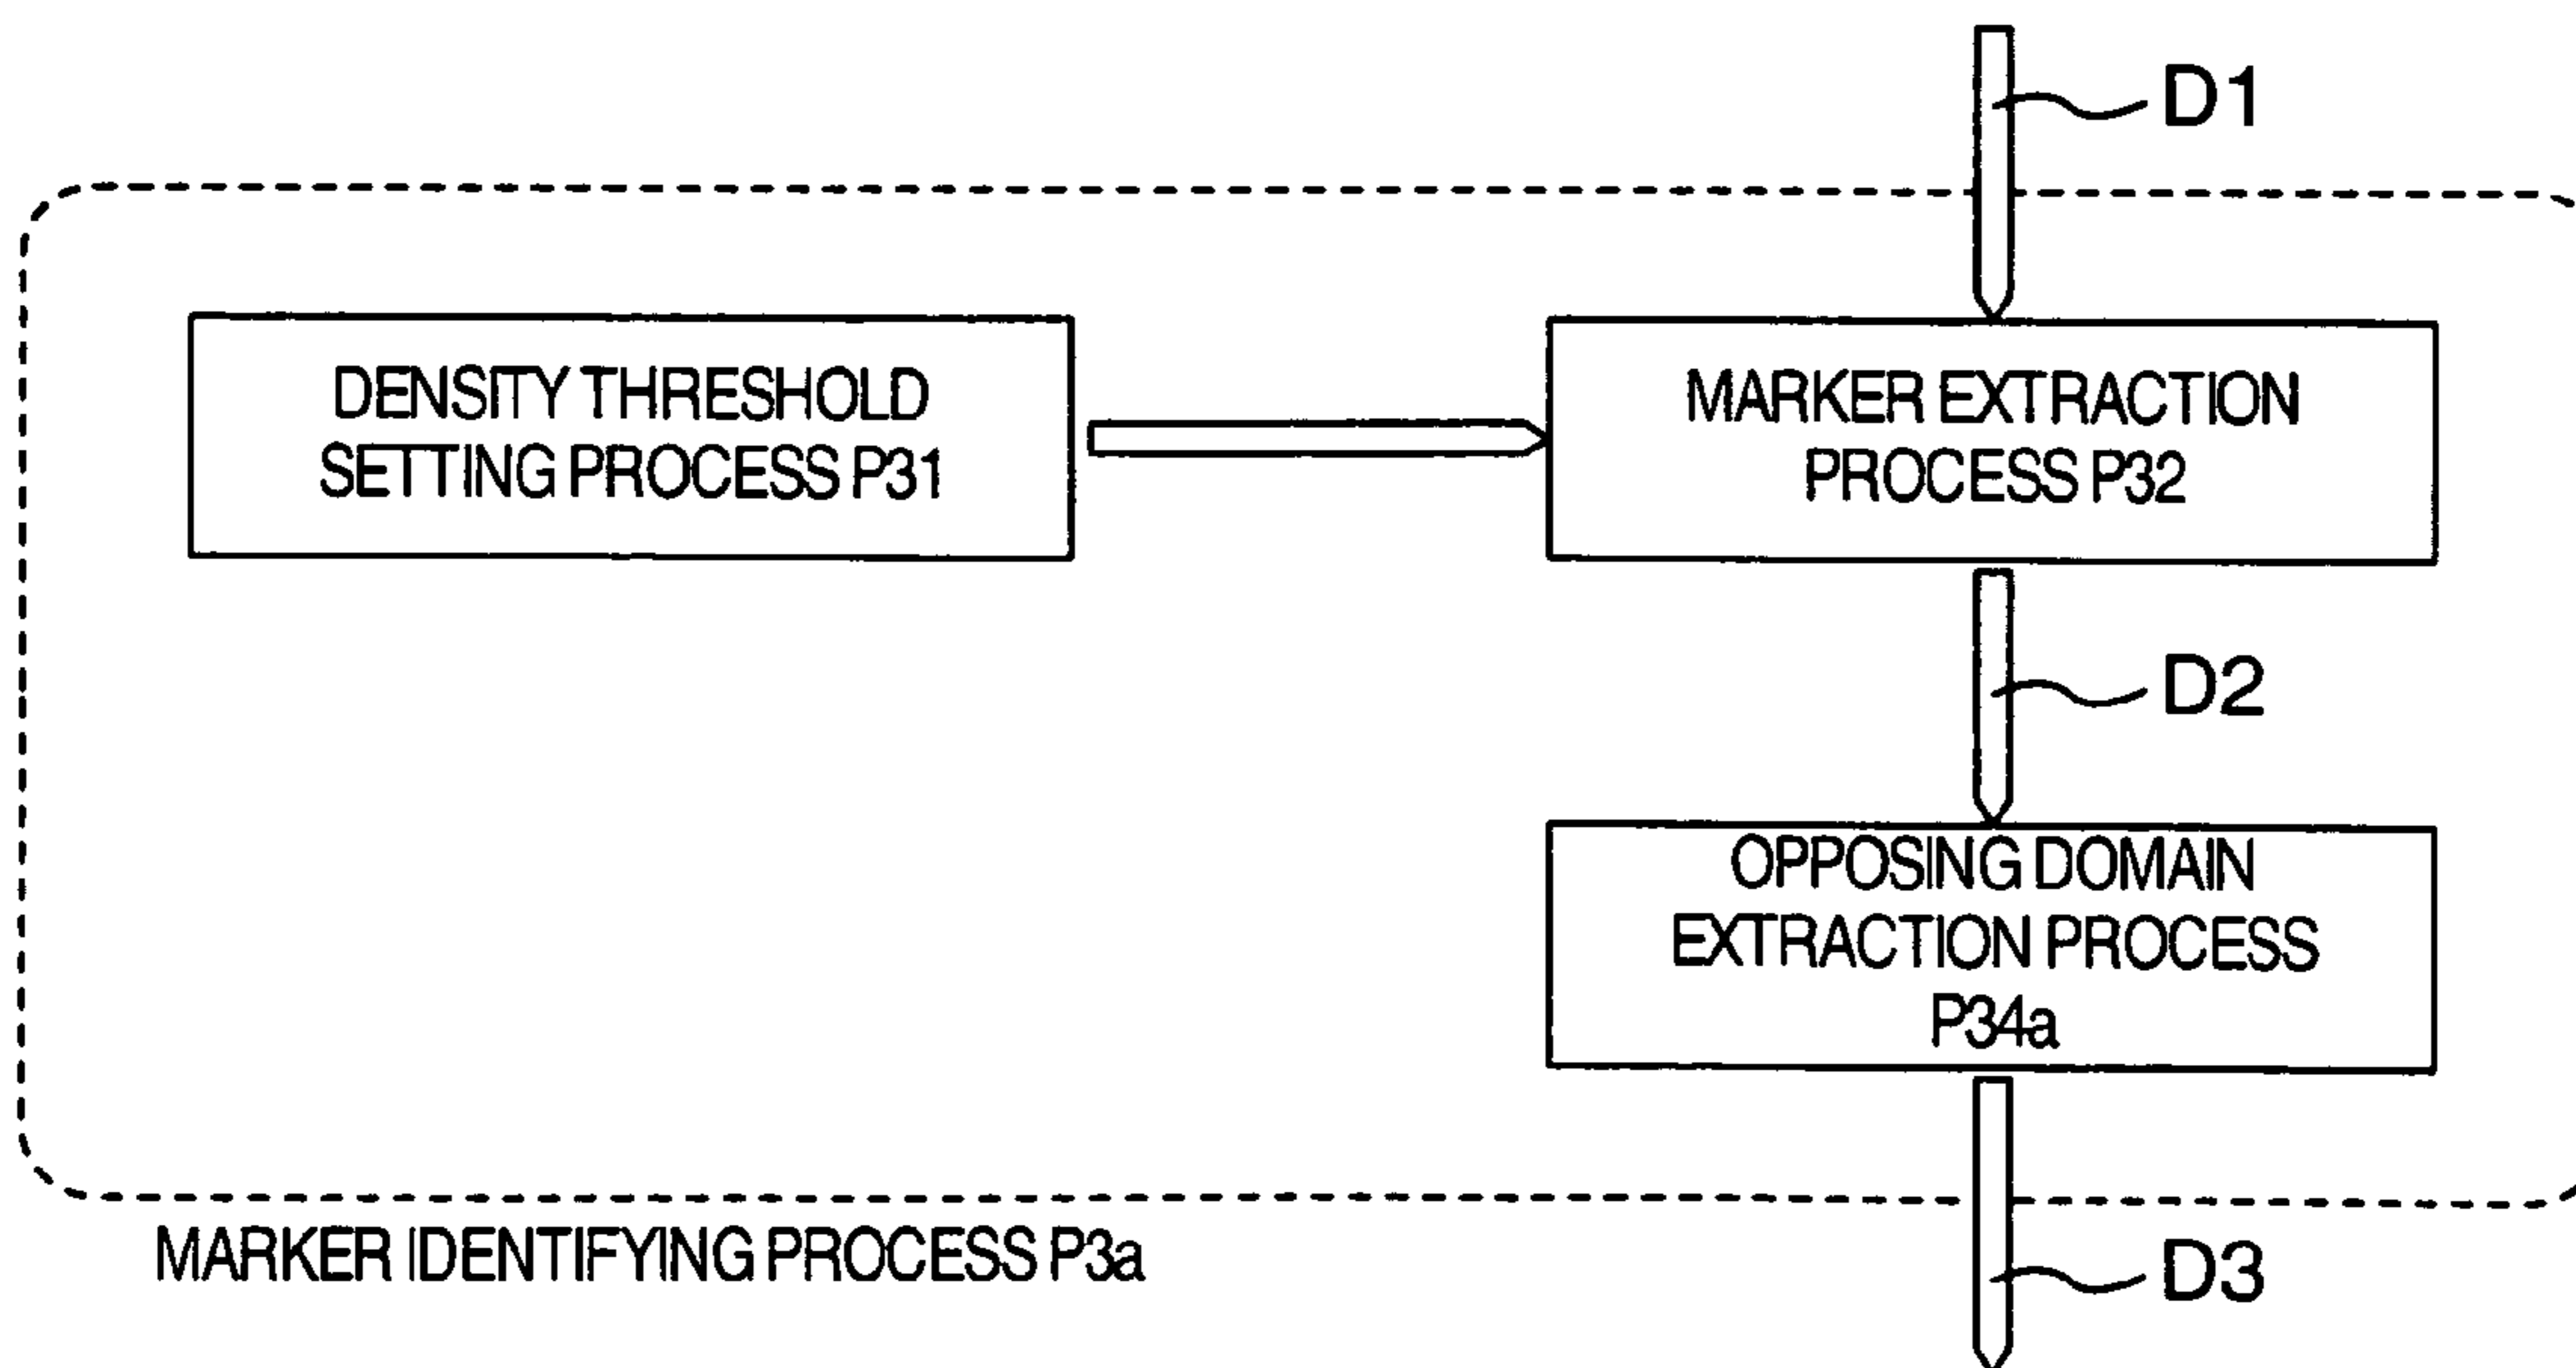 D1
DENSITY THRESHOLD
SETTING PROCESS P31
MARKER EXTRACTION
PROCESS P32
D2
OPPOSING DOMAIN
EXTRACTION PROCESS
P34a
MARKER IDENTIFYING PROCESS P3a
D3